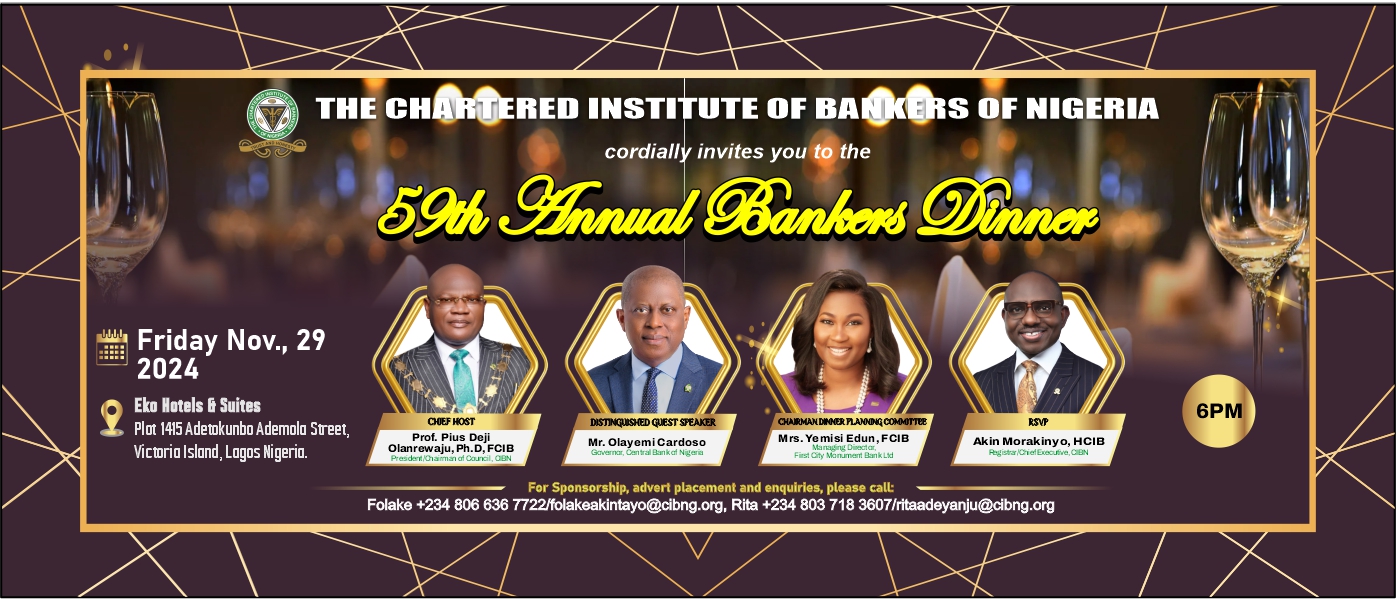 THE CHARTERED INSTITUTE OF BANKERS OF NIGERIA
cordially invites you to the
59th Annual Bankers Dinner
Friday Nov., 29
2024
Eko Hotels & Suites
Plot 1415 Adetokunbo Ademola Street,
Victoria Island, Lagos Nigeria.
CHIEF HOST
Prof. Pius Deji
Olanrewaju, Ph.D, FCIB
President/Chairman of Council, CIBN
DISTINGUISHED GUEST SPEAKER
Mr. Olayemi Cardoso
Governor, Central Bank of Nigeria
CHAIRMAN DINNER PLANNING COMMITTEE
Mrs. Yemisi Edun, FCIB
Managing Director,
First City Monument Bank Ltd
RSVP
Akin Morakinyo, HCIB
Registrar/Chief Executive, CIBN
6PM
For Sponsorship, advert placement and enquiries, please call:
Folake +234 806 636 7722/folakeakintayo@cibng.org, Rita +234 803 718 3607/ritaadeyanju@cibng.org